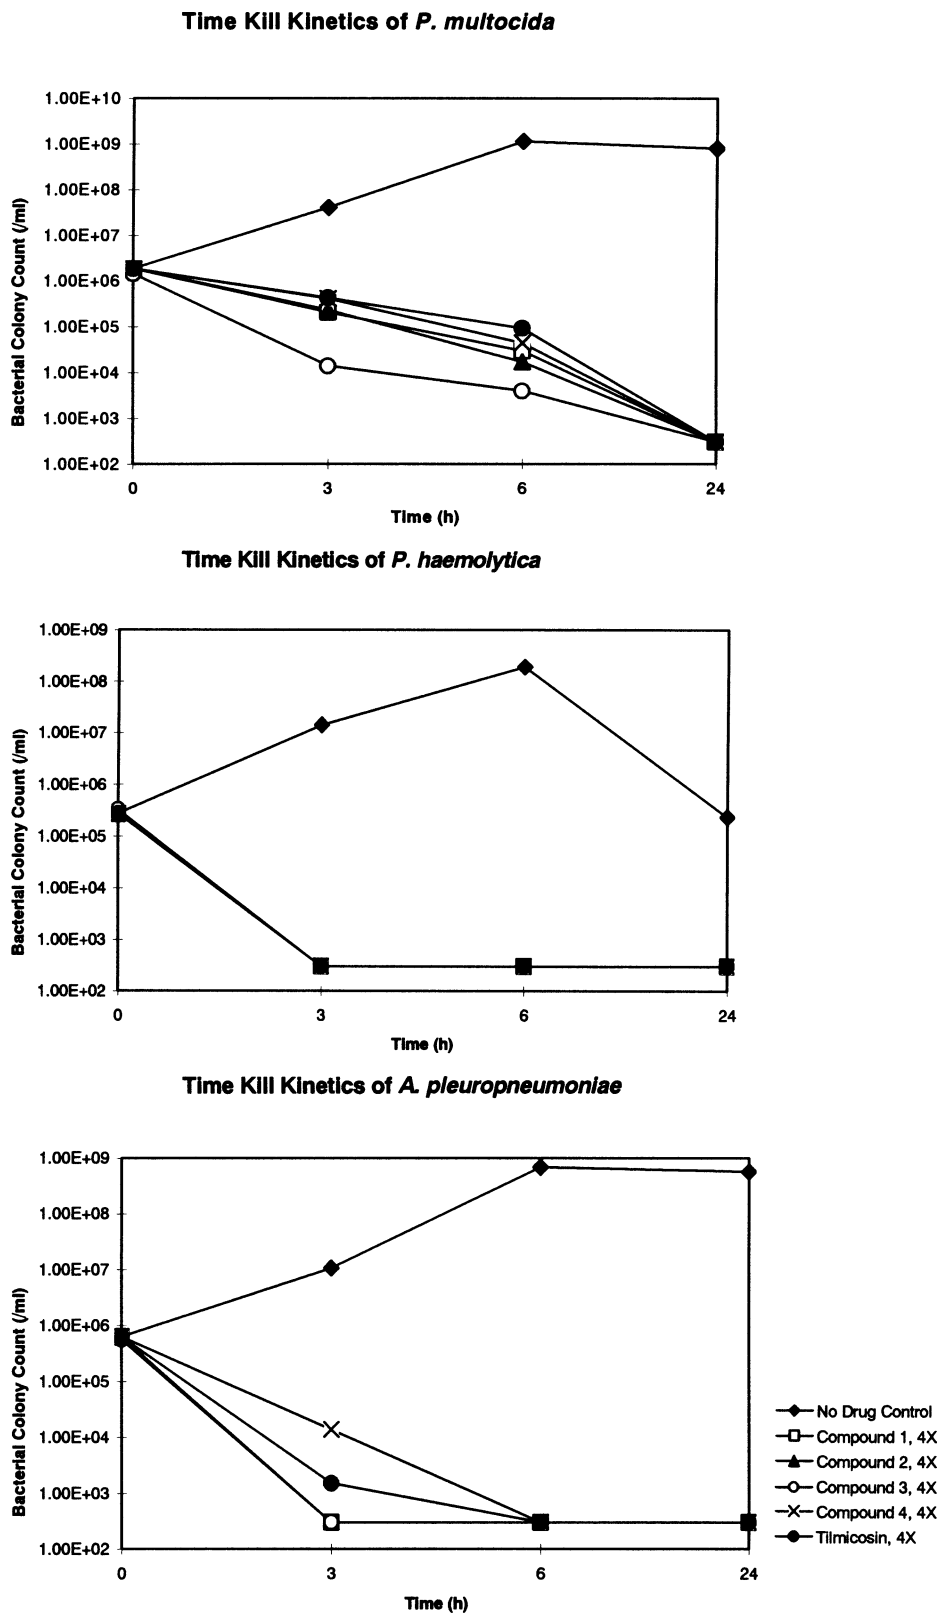 Time Kill Kinetics of P. multocida
1.00E+10
1.00E+09
1.00E+08
1.00E+07
1.00E+06
1.00E+05
1.00E+04
1.00E+03
1.00E+02
Bacterial Colony Count (/ml)
0 3 6 24
Time (h)
Time Kill Kinetics of P. haemolytica
1.00E+09
1.00E+08
1.00E+07
1.00E+06
1.00E+05
1.00E+04
1.00E+03
1.00E+02
Bacterial Colony Count (/ml)
0 3 6 24
Time (h)
Time Kill Kinetics of A. pleuropneumoniae
1.00E+09
1.00E+08
1.00E+07
1.00E+06
1.00E+05
1.00E+04
1.00E+03
1.00E+02
Bacterial Colony Count (/ml)
0 3 6 24
Time (h)
No Drug Control
Compound 1, 4X
Compound 2, 4X
Compound 3, 4X
Compound 4, 4X
Tilmicosin, 4X